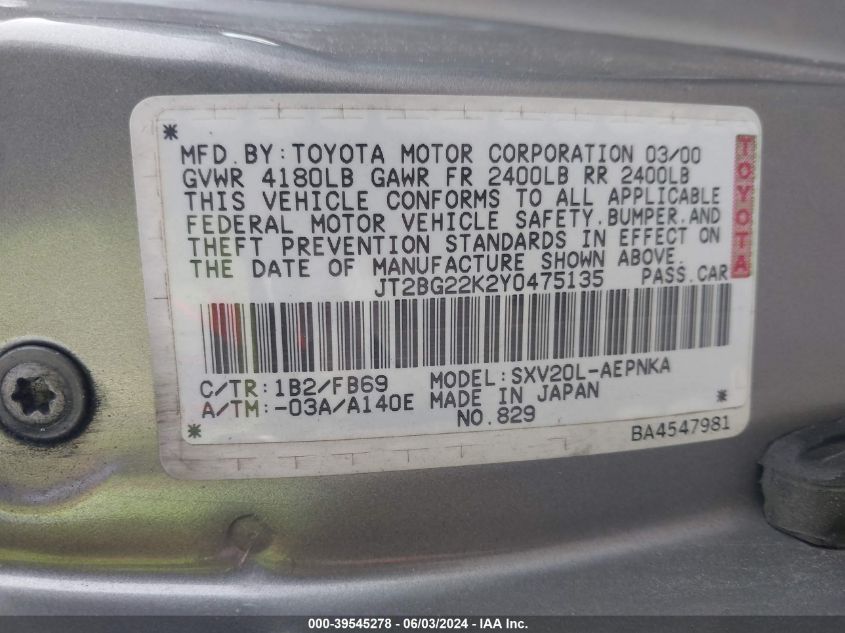 MFD.BY:TOYOTA MOTOR CORPORATION 03/00
GVWR 4180LB GAWR FR 2400LB RR 2400LB
THIS VEHICLE CONFORMS TO ALL APPLICABLE
FEDERAL MOTOR VEHICLE SAFETY,BUMPER,AND
THEFT PREVENTION STANDARDS IN EFFECT ON
THE DATE OF MANUFACTURE SHOWN ABOVE.
JT2BG22K2Y0475135 PASS.CAR
TOYOTA
C/TR:1B2/FB69 MODEL:SXV20L-AEPNKA
A/TM:-03A/A140E MADE IN JAPAN
NO.829
BA4547981
000-39545278 - 06/03/2024 - IAA Inc.